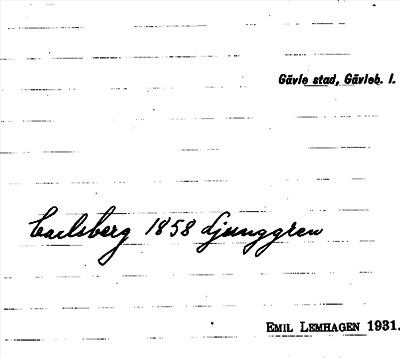 Gävle stad, Gävleb. l.
Carlsberg 1858 Ljunggren
EMIL LEMHAGEN 1931.